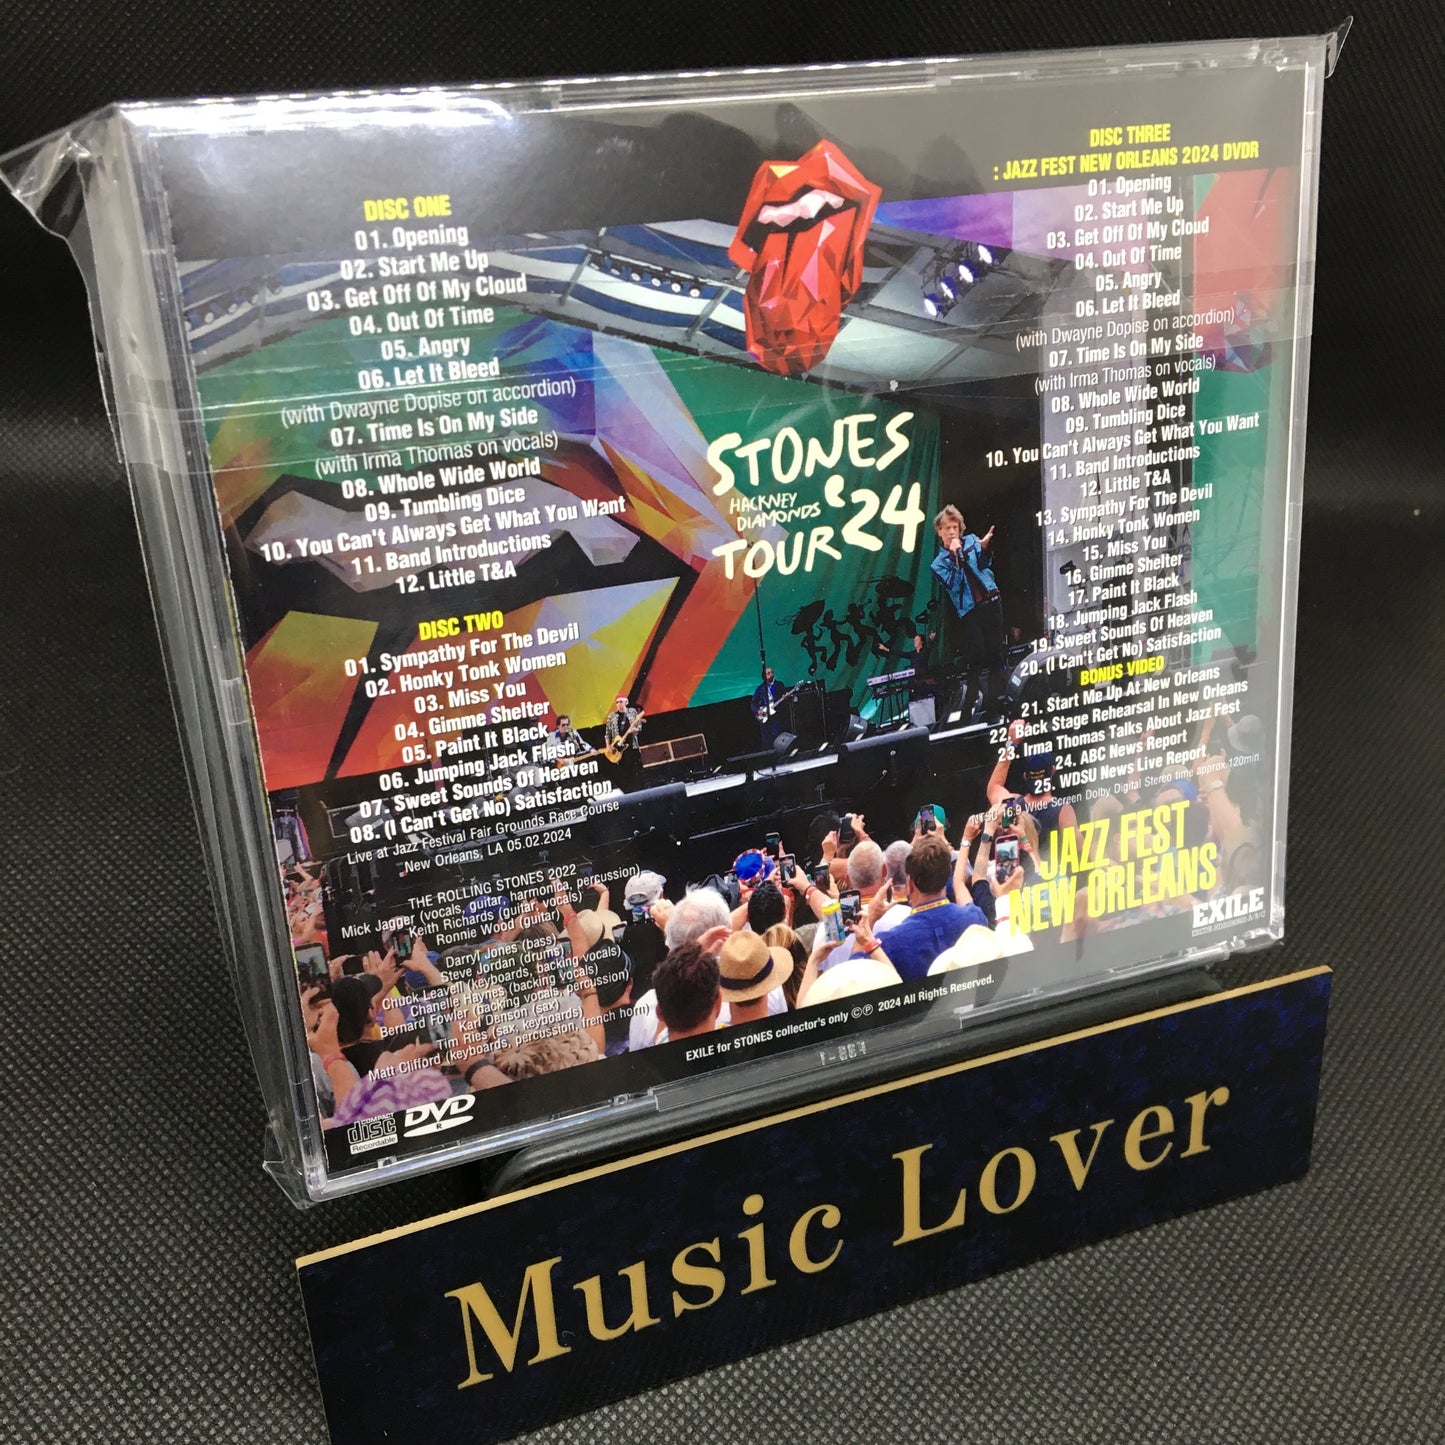 DISC ONE
01. Opening
02. Start Me Up
03. Get Off Of My Cloud
04. Out Of Time
05. Angry
06. Let It Bleed
(with Dwayne Dopise on accordion)
07. Time Is On My Side
(with Irma Thomas on vocals)
08. Whole Wide World
09. Tumbling Dice
10. You Can't Always Get What You Want
11. Band Introductions
12. Little T&A
DISC TWO
01. Sympathy For The Devil
02. Honky Tonk Women
03. Miss You
04. Gimme Shelter
05. Paint It Black
06. Jumping Jack Flash
07. Sweet Sounds Of Heaven
08. (I Can't Get No) Satisfaction
Live at Jazz Festival Fair Grounds Race Course
New Orleans, LA 05.02.2024
THE ROLLING STONES 2022
Mick Jagger (vocals, guitar, harmonica, percussion)
Keith Richards (guitar, vocals)
Ronnie Wood (guitar)
Darryl Jones (bass)
Steve Jordan (drums)
Chuck Leavell (keyboards, backing vocals)
Chanelle Haynes (backing vocals)
Bernard Fowler (backing vocals, percussion)
Karl Denson (sax)
Tim Ries (sax, keyboards)
Matt Clifford (keyboards, percussion, french horn)
COMPACT
disc
Recordable
DVD
R
STONES
HACKNEY
DIAMONDS
TOUR '24
DISC THREE
: JAZZ FEST NEW ORLEANS 2024 DVDR
01. Opening
02. Start Me Up
03. Get Off Of My Cloud
04. Out Of Time
05. Angry
06. Let It Bleed
(with Dwayne Dopise on accordion)
07. Time Is On My Side
(with Irma Thomas on vocals)
08. Whole Wide World
09. Tumbling Dice
10. You Can't Always Get What You Want
11. Band Introductions
12. Little T&A
13. Sympathy For The Devil
14. Honky Tonk Women
15. Miss You
16. Gimme Shelter
17. Paint It Black
18. Jumping Jack Flash
19. Sweet Sounds Of Heaven
20. (I Can't Get No) Satisfaction
BONUS VIDEO
21. Start Me Up At New Orleans
22. Back Stage Rehearsal In New Orleans
23. Irma Thomas Talks About Jazz Fest
24. ABC News Report
25. WDSU News Live Report
NTSC 16:9 Wide Screen Dolby Digital Stereo time approx.120min
JAZZ FEST
NEW ORLEANS
EXILE
EXILE for STONES collector's only ©℗ 2024 All Rights Reserved.
Music Lover